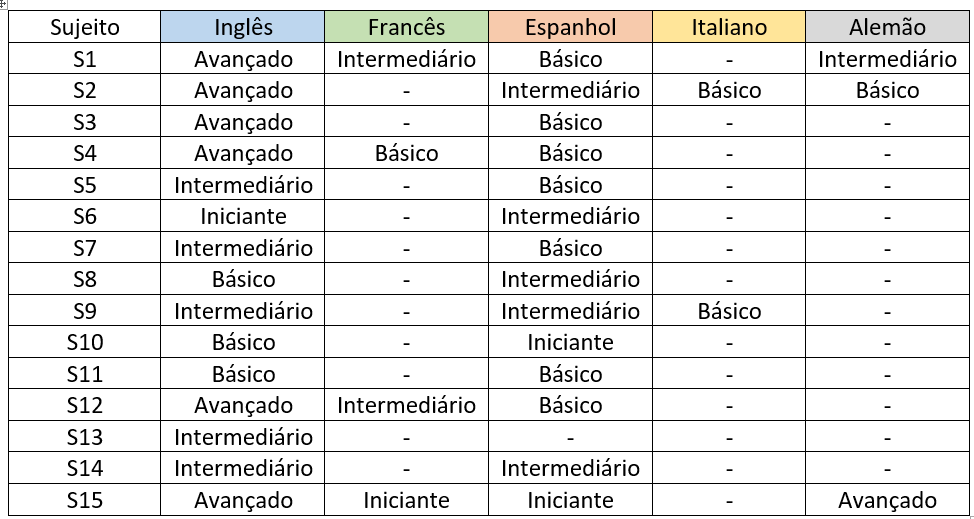 Sujeito Inglês Francês Espanhol Italiano Alemão
S1 Avançado Intermediário Básico - Intermediário
S2 Avançado - Intermediário Básico Básico
S3 Avançado - Básico - -
S4 Avançado Básico Básico - -
S5 Intermediário - Básico - -
S6 Iniciante - Intermediário - -
S7 Intermediário - Básico - -
S8 Básico - Intermediário - -
S9 Intermediário - Intermediário Básico -
S10 Básico - Iniciante - -
S11 Básico - Básico - -
S12 Avançado Intermediário Básico - -
S13 Intermediário - - - -
S14 Intermediário - Intermediário - -
S15 Avançado Iniciante Iniciante - Avançado